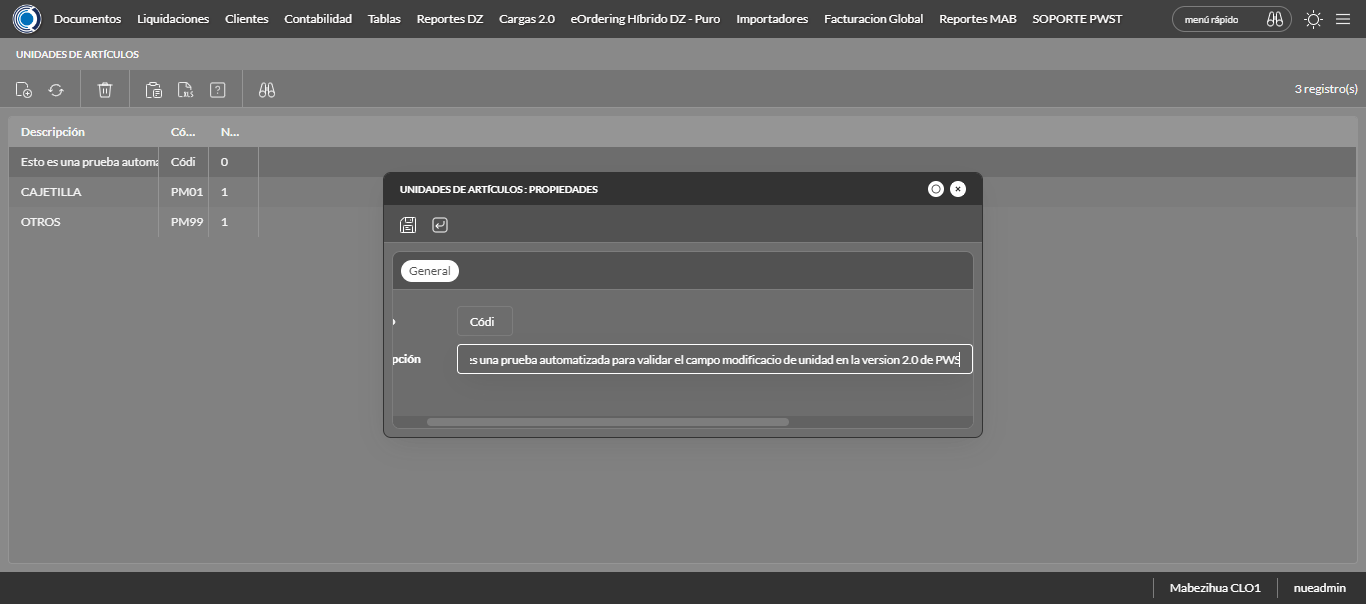 Documentos Liquidaciones Clientes Contabilidad Tablas Reportes DZ Cargas 2.0 eOrdering Híbrido DZ - Puro Importadores Facturacion Global Reportes MAB SOPORTE PWST menú rápido
UNIDADES DE ARTÍCULOS
XLS ? 3 registro(s)
Descripción Có... N...
Esto es una prueba automa Códi 0
CAJETILLA PM01 1
OTROS PM99 1
UNIDADES DE ARTÍCULOS : PROPIEDADES
General
Códi
pción es una prueba automatizada para validar el campo modificacio de unidad en la version 2.0 de PWS
Mabezihua CLO1 nueadmin